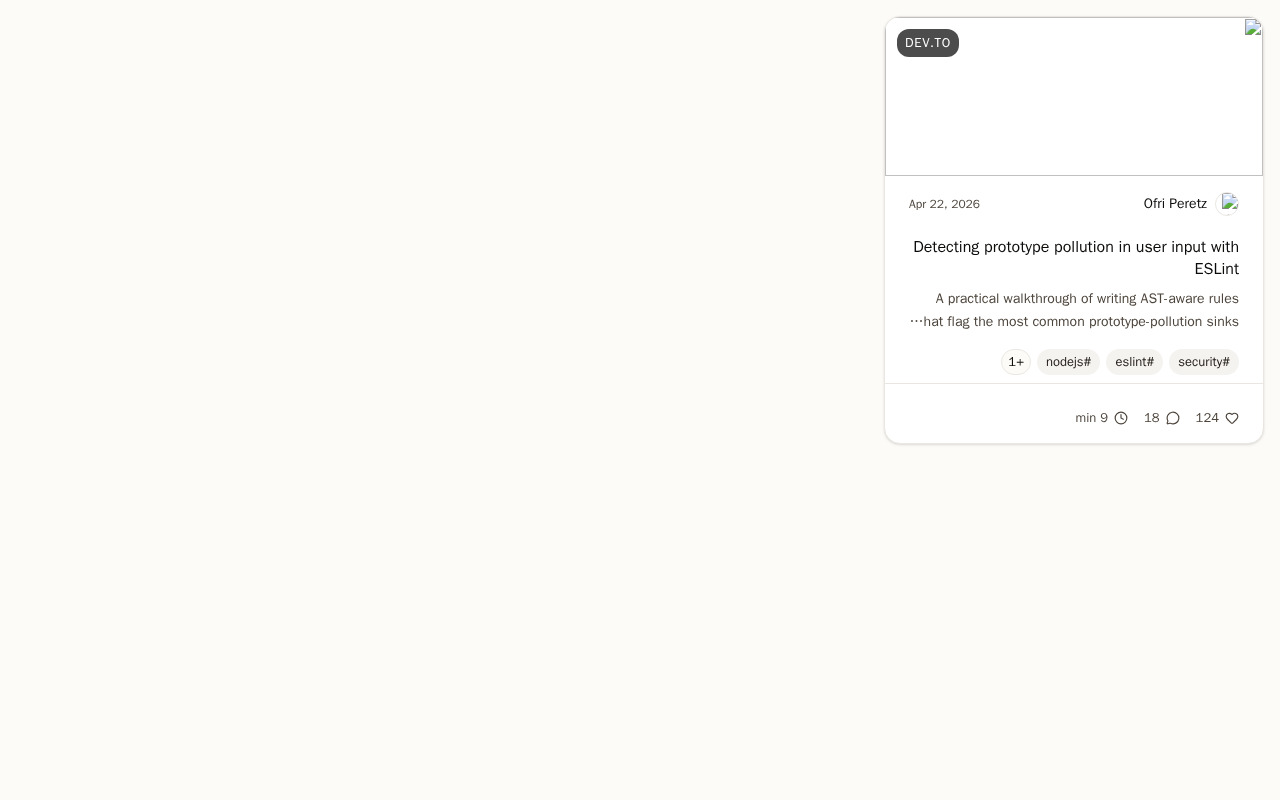 DEV.TO
Apr 22, 2026
Ofri Peretz
Detecting prototype pollution in user input with
ESLint
A practical walkthrough of writing AST-aware rules
…hat flag the most common prototype-pollution sinks
1+ nodejs# eslint# security#
min 9 18 124